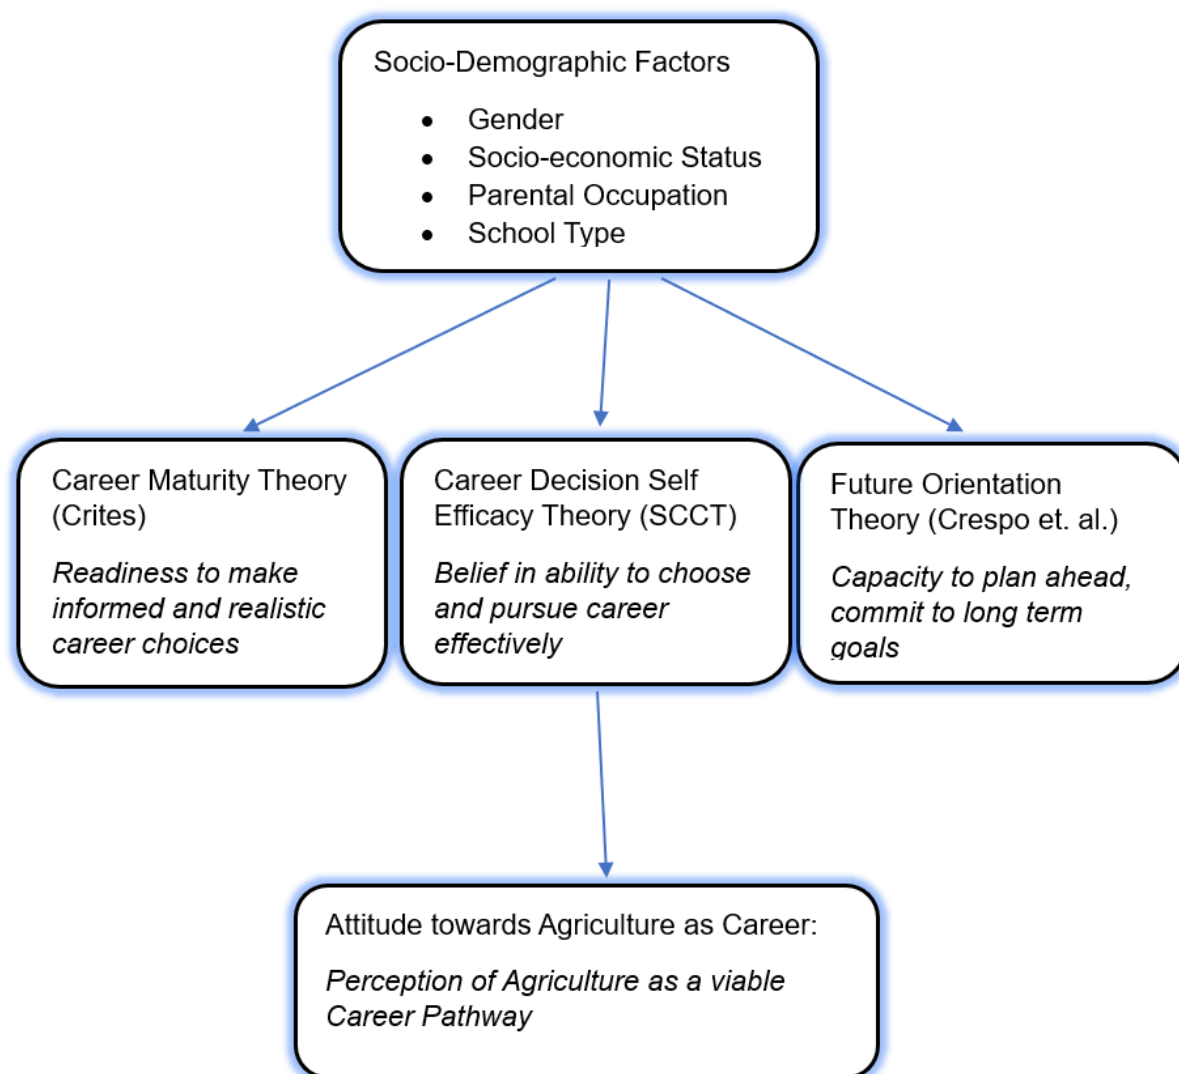 Socio-Demographic Factors
• Gender
• Socio-economic Status
• Parental Occupation
• School Type
Career Maturity Theory
(Crites)
Readiness to make
informed and realistic
career choices
Career Decision Self
Efficacy Theory (SCCT)
Belief in ability to choose
and pursue career
effectively
Future Orientation
Theory (Crespo et. al.)
Capacity to plan ahead,
commit to long term
goals
Attitude towards Agriculture as Career:
Perception of Agriculture as a viable
Career Pathway